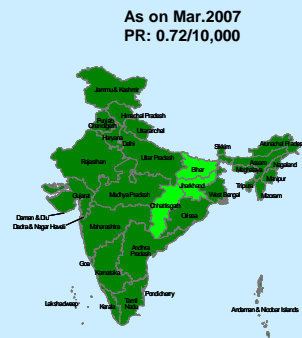 As on Mar.2007
PR: 0.72/10,000
Jammu & Kashmir
Himachal Pradesh
Punjab
Chandigarh
Uttaranchal
Haryana
Delhi
Arunachal Pradesh
Sikkim
Rajasthan
Uttar Pradesh
Assam
Nagaland
Bihar
Meghalaya
Manipur
Jharkhand
Tripura
Mizoram
Gujarat
Madhya Pradesh
West Bengal
Chhattisgarh
Daman & Diu
Orissa
Dadra & Nagar Haveli
Maharashtra
Andhra
Pradesh
Goa
Karnataka
Pondicherry
Lakshadweep
Tamil
Nadu
Kerala
Andaman & Nicobar Islands